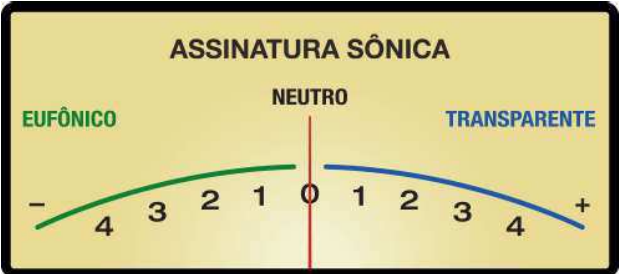 ASSINATURA SÔNICA
NEUTRO
EUFÔNICO TRANSPARENTE
– 4 3 2 1 0 1 2 3 4 +